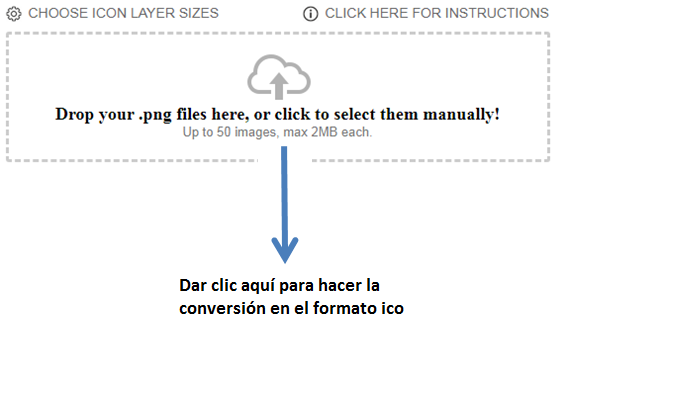 CHOOSE ICON LAYER SIZES
CLICK HERE FOR INSTRUCTIONS
Drop your .png files here, or click to select them manually!
Up to 50 images, max 2MB each.
Dar clic aquí para hacer la
conversión en el formato ico